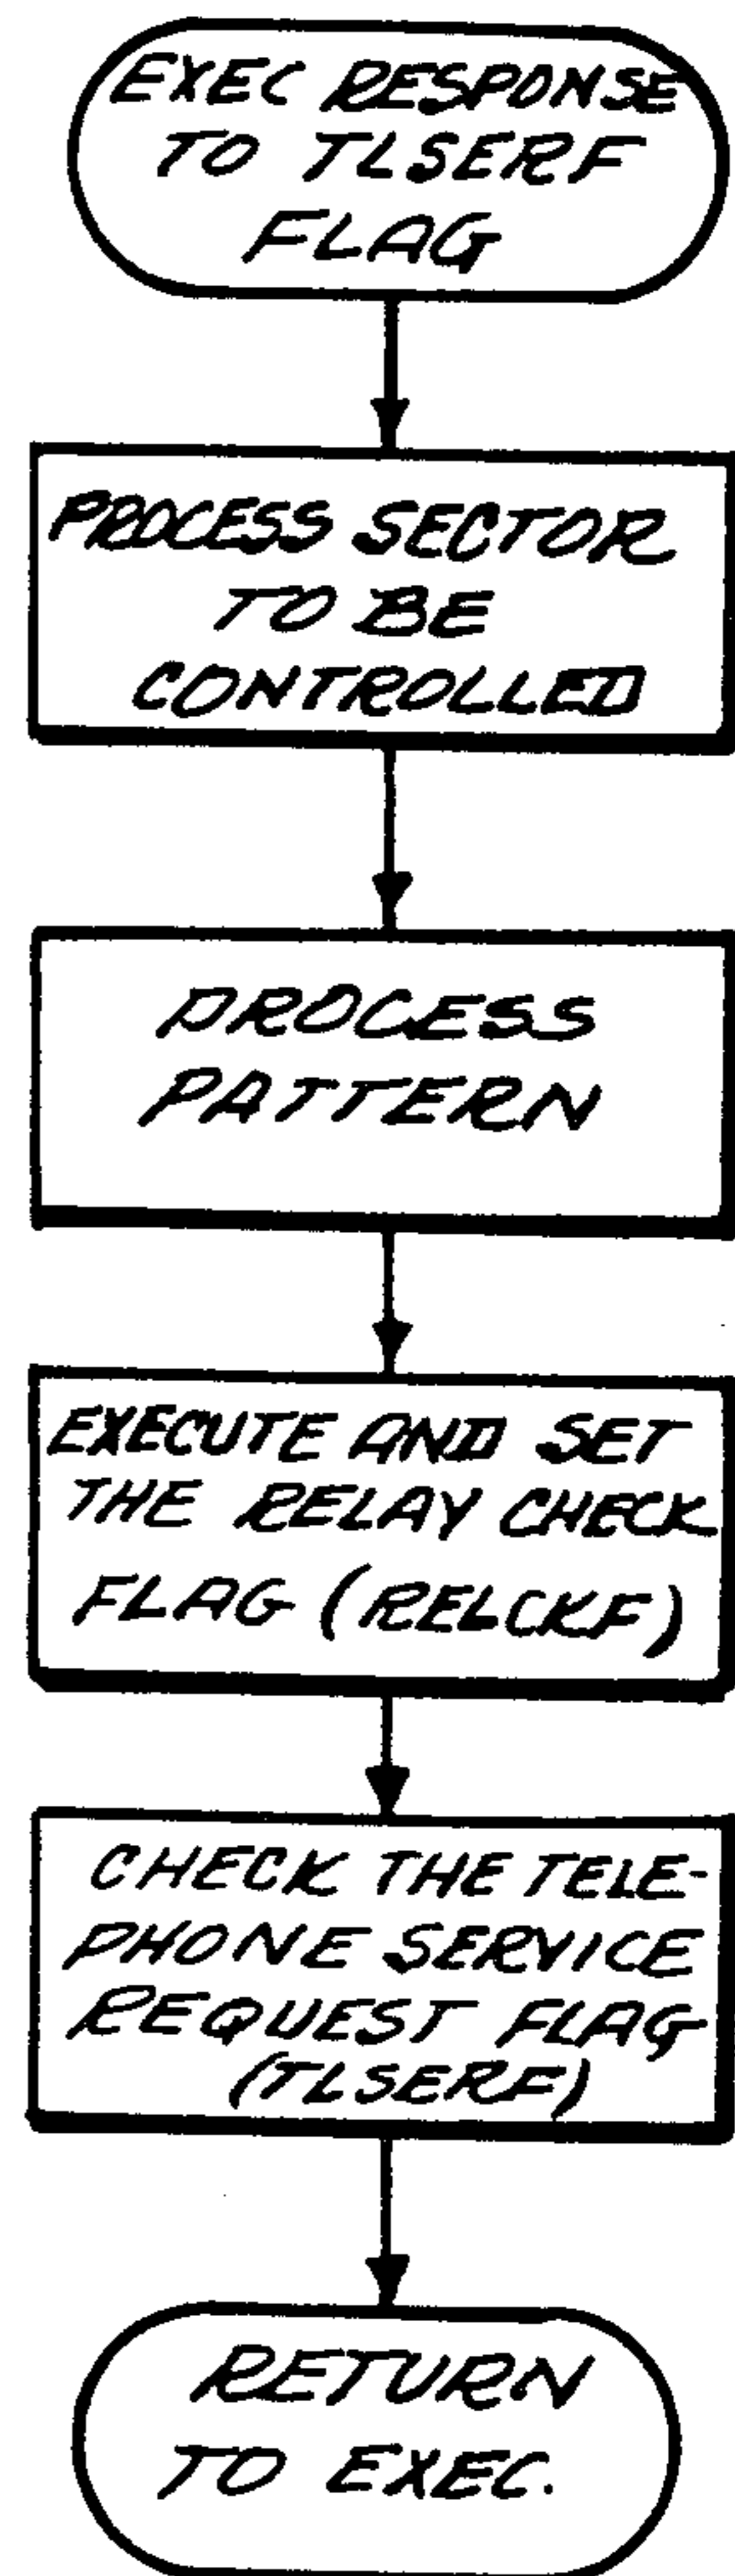 EXEC RESPONSE
TO TLSERF
FLAG
PROCESS SECTOR
TO BE
CONTROLLED
PROCESS
PATTERN
EXECUTE AND SET
THE RELAY CHECK
FLAG (RELCKF)
CHECK THE TELE-
PHONE SERVICE
REQUEST FLAG
(TLSERF)
RETURN
TO EXEC.